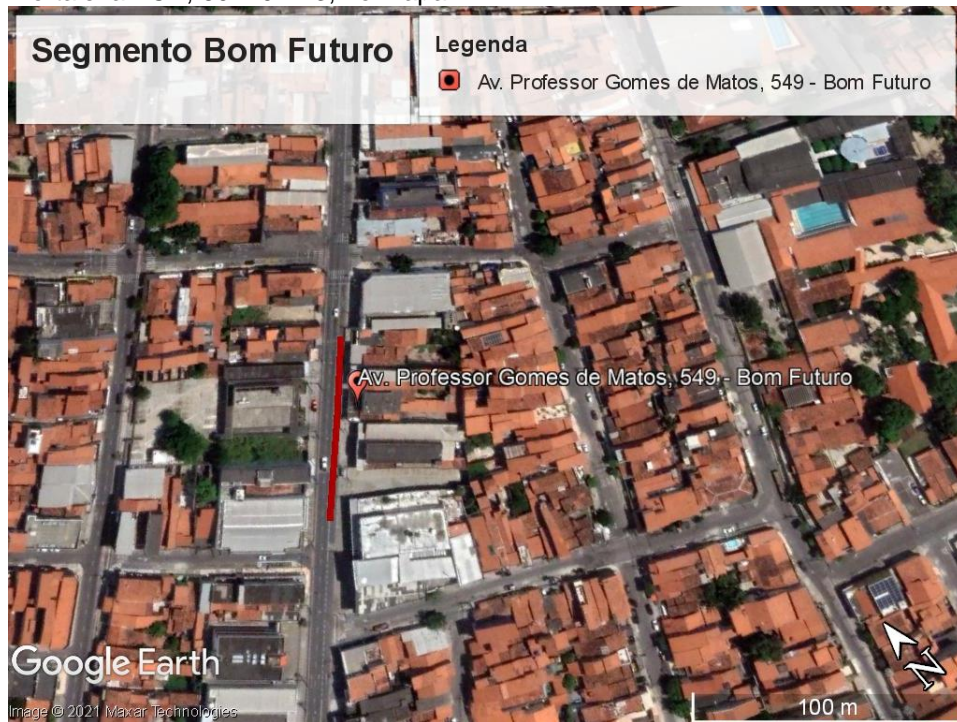 Segmento Bom Futuro
Legenda
Av. Professor Gomes de Matos, 549 - Bom Futuro
Av. Professor Gomes de Matos, 549 - Bom Futuro
Google Earth
N
Image © 2021 Maxar Technologies
100 m